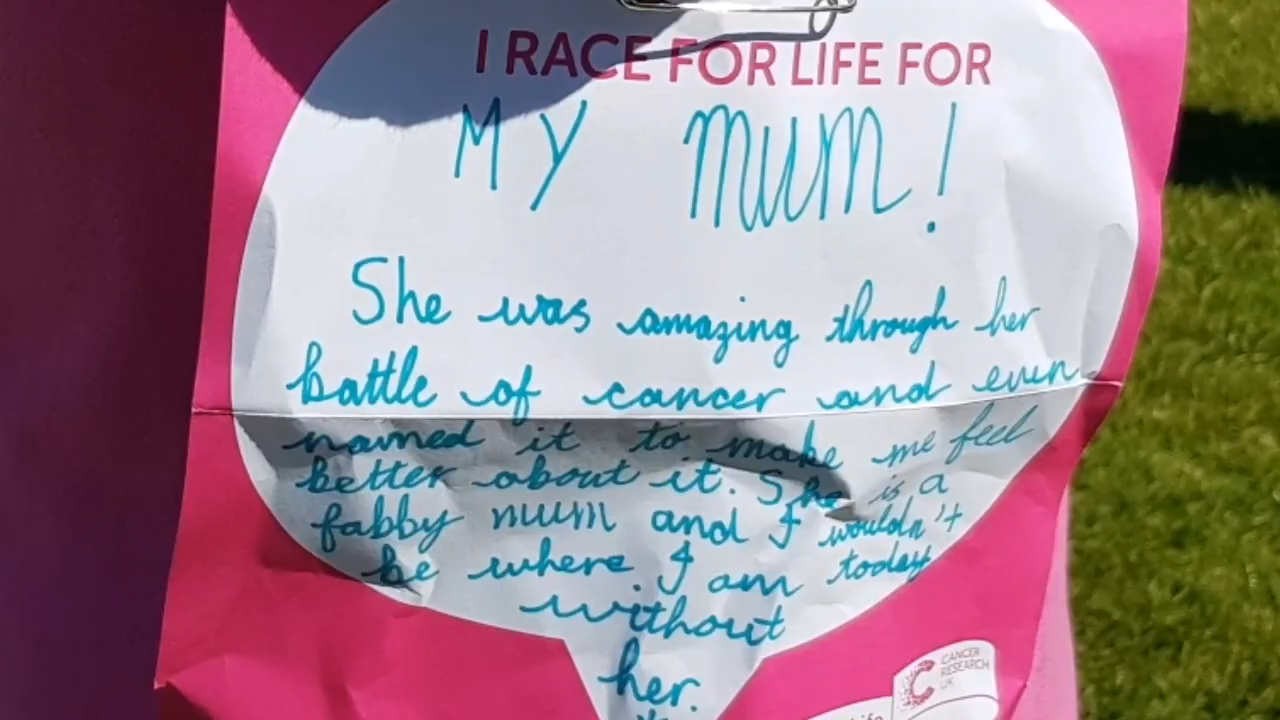 I RACE FOR LIFE FOR
MY MUM!
She was amazing through her
battle of cancer and even
named it to make me feel
better about it. She is a
fabby mum and I wouldn't
be where I am today
without
her.
CANCER
RESEARCH
UK
life